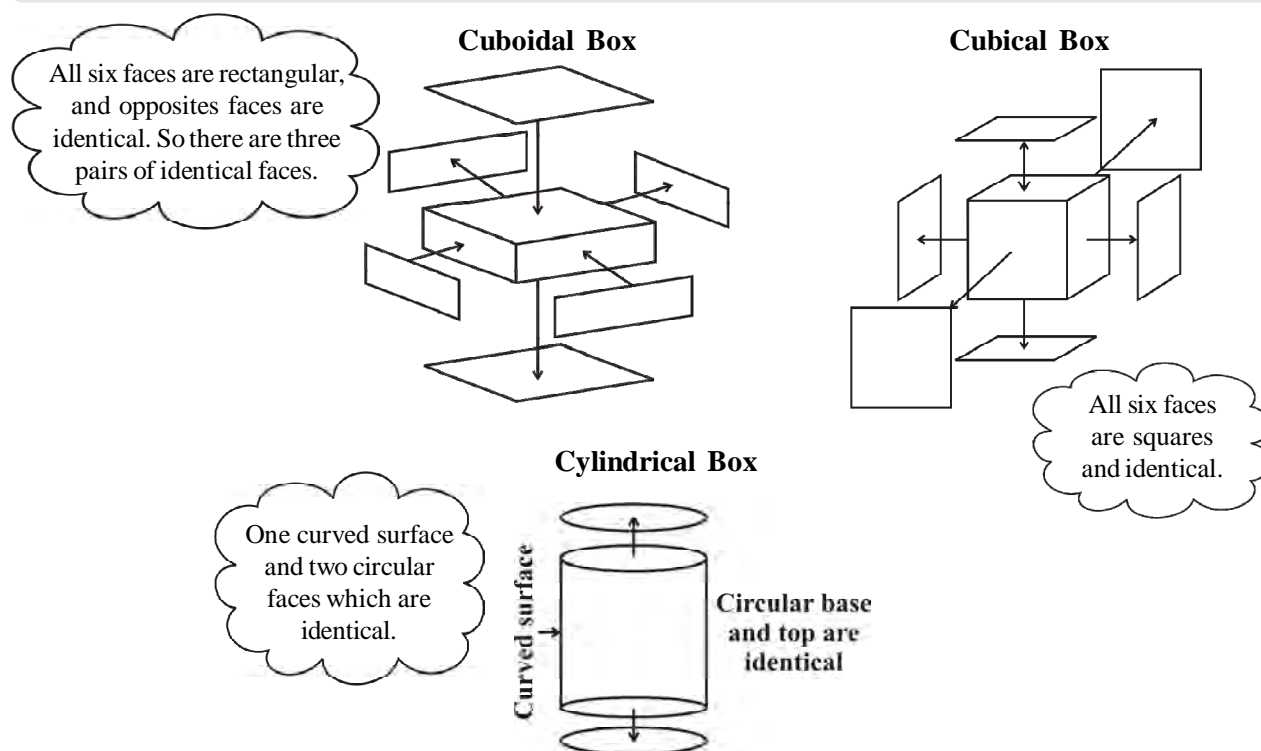 Cuboidal Box
All six faces are rectangular,
and opposites faces are
identical. So there are three
pairs of identical faces.
Cubical Box
All six faces
are squares
and identical.
Cylindrical Box
One curved surface
and two circular
faces which are
identical.
Curved surface
Circular base
and top are
identical